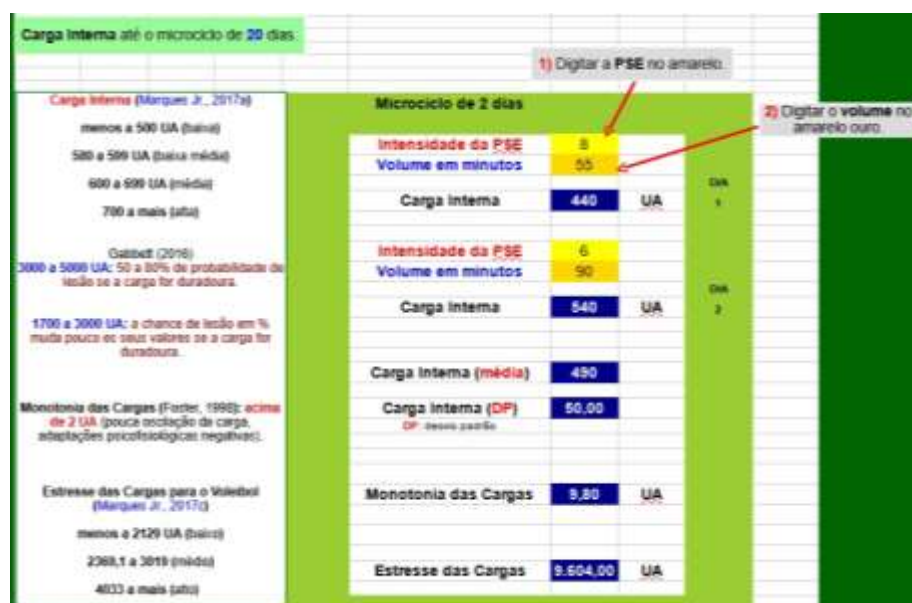 Carga Interna até o microciclo de 20 dias.
1) Digitar a PSE no amarelo.
2) Digitar o volume no
amarelo ouro.
Carga Interna (Marques Jr., 2017a)
menos a 500 UA (baixa)
580 a 599 UA (baixa média)
600 a 699 UA (média)
700 a mais (alta)
Gabbett (2016)
3000 a 5000 UA: 50 a 80% de probabilidade de
lesão se a carga for duradoura.
1700 a 3000 UA: a chance de lesão em %
muda pouco os seus valores se a carga for
duradoura.
Monotonia das Cargas (Foster, 1998): acima
de 2 UA (pouca oscilação da carga,
adaptações psicofisiológicas negativas).
Estresse das Cargas para o Voleibol
(Marques Jr., 2017c)
menos a 2129 UA (baixo)
2369,1 a 3019 (médio)
4033 a mais (alto)
Microciclo de 2 dias
Intensidade da PSE 8
Volume em minutos 55
DIA
1
Carga Interna 440 UA
Intensidade da PSE 6
Volume em minutos 90
DIA
2
Carga Interna 540 UA
Carga Interna (média) 490
Carga Interna (DP) 50,00
DP: desvio padrão
Monotonia das Cargas 9,80 UA
Estresse das Cargas 9.604,00 UA